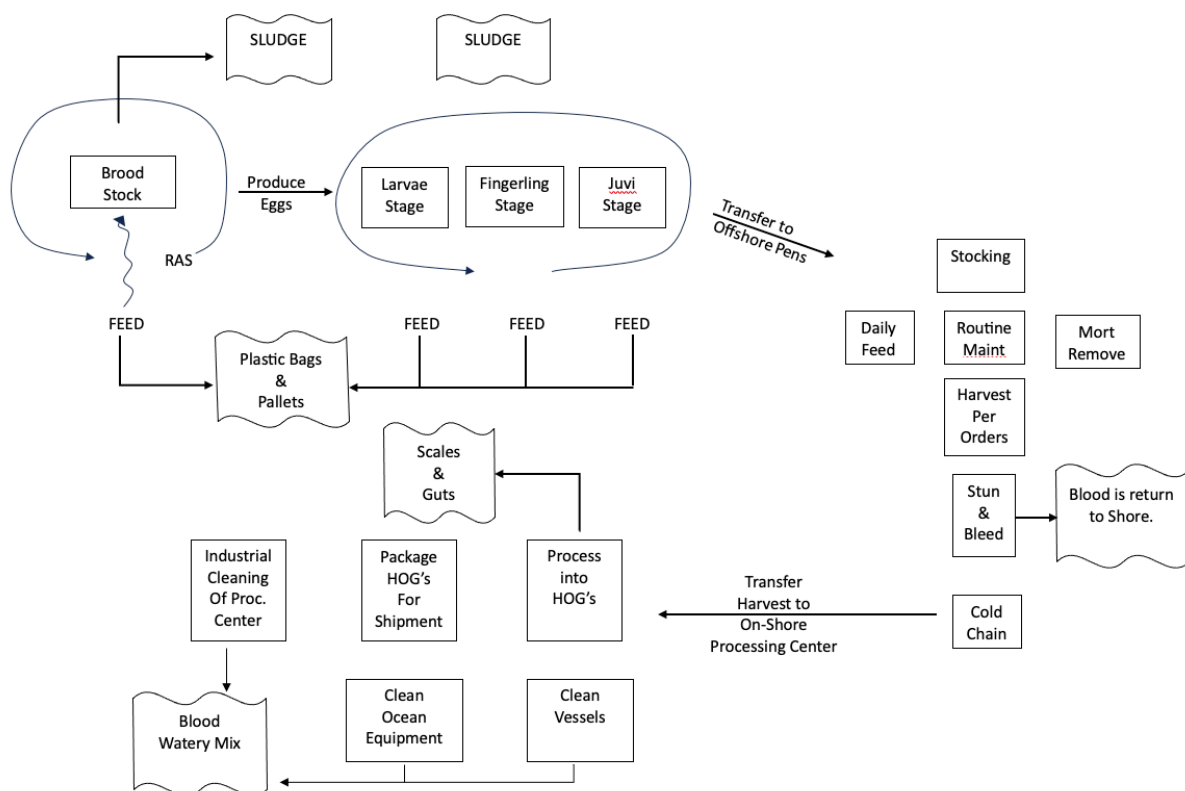 SLUDGE
SLUDGE
Brood
Stock
Produce
Eggs
Larvae
Stage
Fingerling
Stage
Juvi
Stage
Transfer to
Offshore Pens
RAS
Stocking
FEED
FEED
FEED
FEED
Daily
Feed
Routine
Maint
Mort
Remove
Plastic Bags
&
Pallets
Harvest
Per
Orders
Scales
&
Guts
Stun
&
Bleed
Blood is return
to Shore.
Industrial
Cleaning
Of Proc.
Center
Package
HOG's
For
Shipment
Process
into
HOG's
Transfer
Harvest to
On-Shore
Processing Center
Cold
Chain
Blood
Watery Mix
Clean
Ocean
Equipment
Clean
Vessels